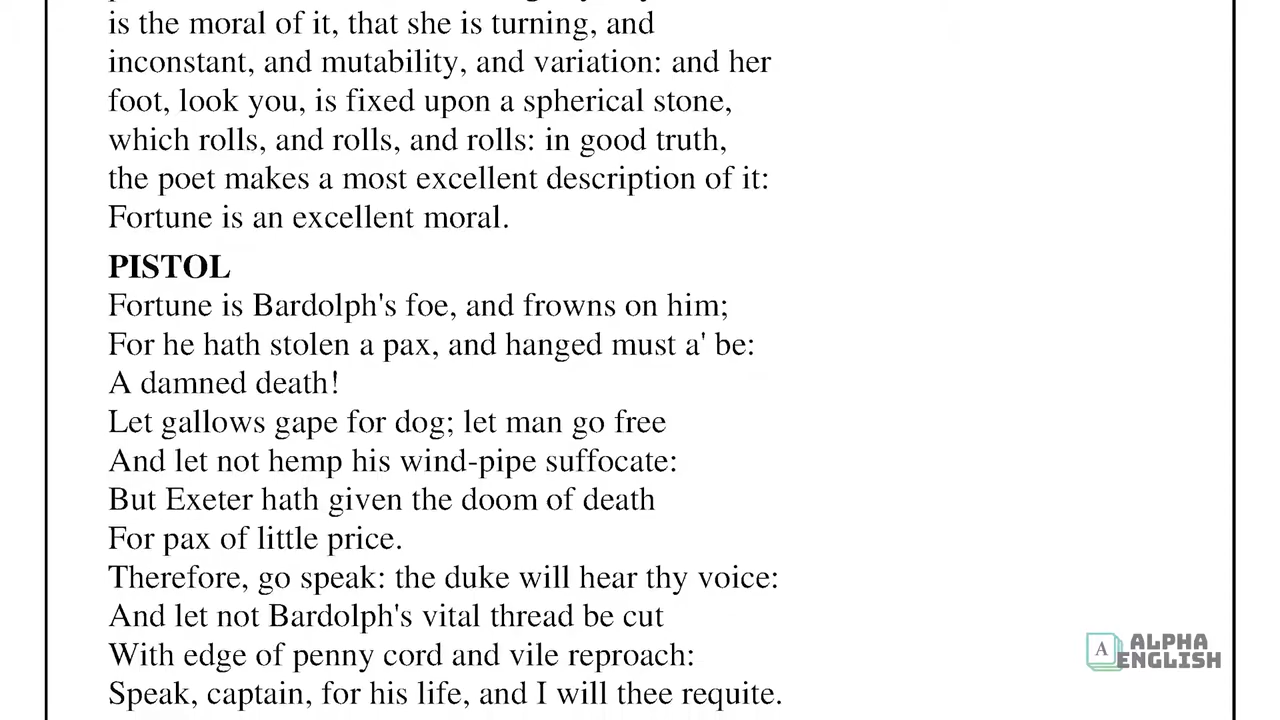 is the moral of it, that she is turning, and
inconstant, and mutability, and variation: and her
foot, look you, is fixed upon a spherical stone,
which rolls, and rolls, and rolls: in good truth,
the poet makes a most excellent description of it:
Fortune is an excellent moral.
PISTOL
Fortune is Bardolph's foe, and frowns on him;
For he hath stolen a pax, and hanged must a' be:
A damned death!
Let gallows gape for dog; let man go free
And let not hemp his wind-pipe suffocate:
But Exeter hath given the doom of death
For pax of little price.
Therefore, go speak: the duke will hear thy voice:
And let not Bardolph's vital thread be cut
With edge of penny cord and vile reproach:
Speak, captain, for his life, and I will thee requite.
A ALPHA
ENGLISH